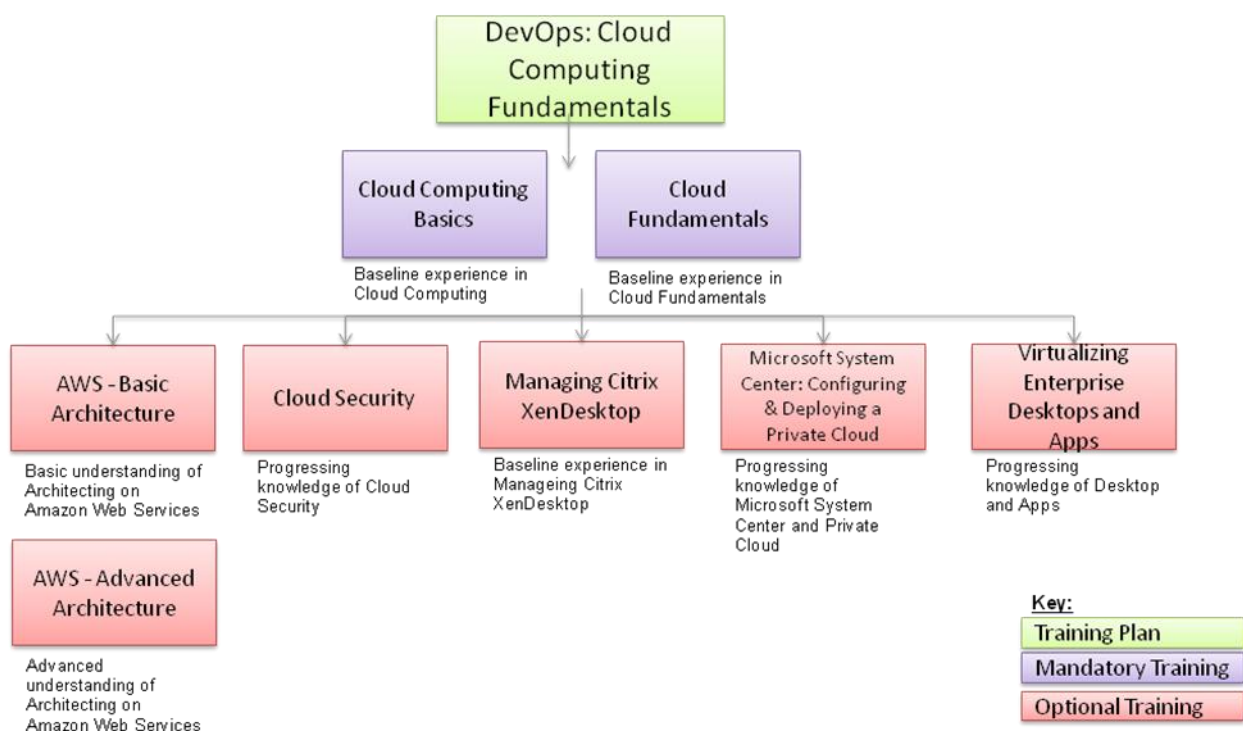 DevOps: Cloud
Computing
Fundamentals
Cloud Computing
Basics
Cloud
Fundamentals
Baseline experience in
Cloud Computing
Baseline experience in
Cloud Fundamentals
AWS - Basic
Architecture
Cloud Security
Managing Citrix
XenDesktop
Microsoft System
Center: Configuring
& Deploying a
Private Cloud
Virtualizing
Enterprise
Desktops and
Apps
Basic understanding of
Architecting on
Amazon Web Services
Progressing
knowledge of Cloud
Security
Baseline experience in
Manageing Citrix
XenDesktop
Progressing
knowledge of
Microsoft System
Center and Private
Cloud
Progressing
knowledge of Desktop
and Apps
AWS - Advanced
Architecture
Advanced
understanding of
Architecting on
Amazon Web Services
Key:
Training Plan
Mandatory Training
Optional Training